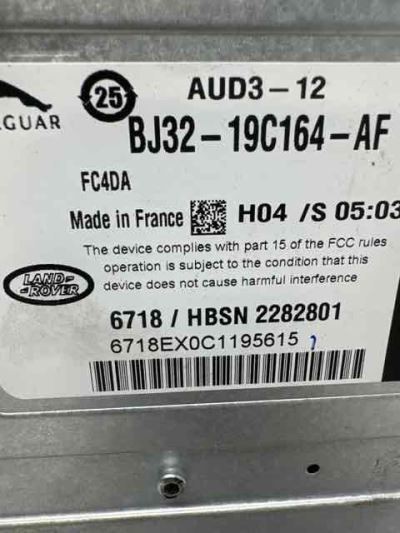 25
AUD3-12
JAGUAR
BJ32-19C164-AF
FC4DA
Made in France H04 /S 05:03
The device complies with part 15 of the FCC rules
operation is subject to the condition that this
device does not cause harmful interference
LAND-
ROVER
6718 / HBSN 2282801
6718EX0C1195615